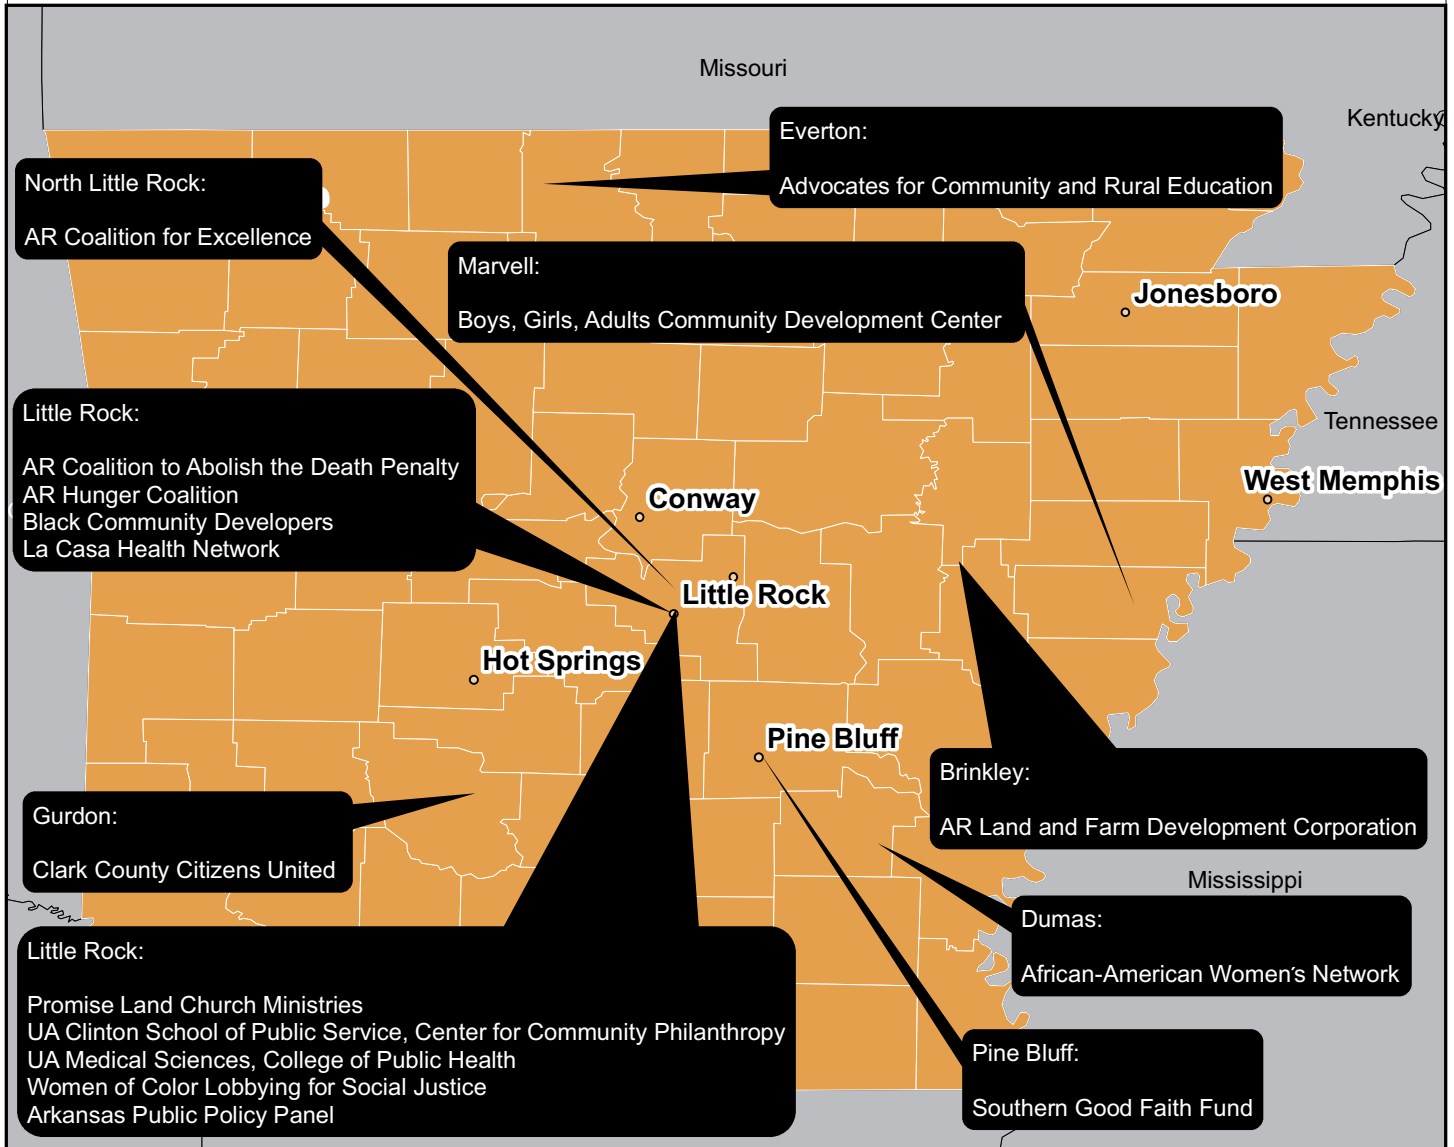 Missouri
Kentucky
Everton:
Advocates for Community and Rural Education
North Little Rock:
AR Coalition for Excellence
Marvell:
Boys, Girls, Adults Community Development Center
Jonesboro
Little Rock:
AR Coalition to Abolish the Death Penalty
AR Hunger Coalition
Black Community Developers
La Casa Health Network
Tennessee
West Memphis
Conway
Little Rock
Hot Springs
Pine Bluff
Brinkley:
AR Land and Farm Development Corporation
Gurdon:
Clark County Citizens United
Mississippi
Dumas:
African-American Women's Network
Little Rock:
Promise Land Church Ministries
UA Clinton School of Public Service, Center for Community Philanthropy
UA Medical Sciences, College of Public Health
Women of Color Lobbying for Social Justice
Arkansas Public Policy Panel
Pine Bluff:
Southern Good Faith Fund